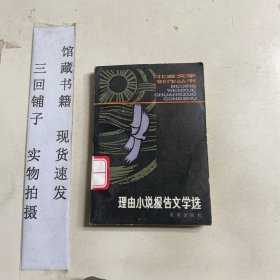 馆藏书籍 现货速发
三回铺子 实物拍摄
北京文学
创作丛书
BEIJING
WENXUE
CHUANGZUO
CONGSHU
理由小说报告文学选
北京出版社